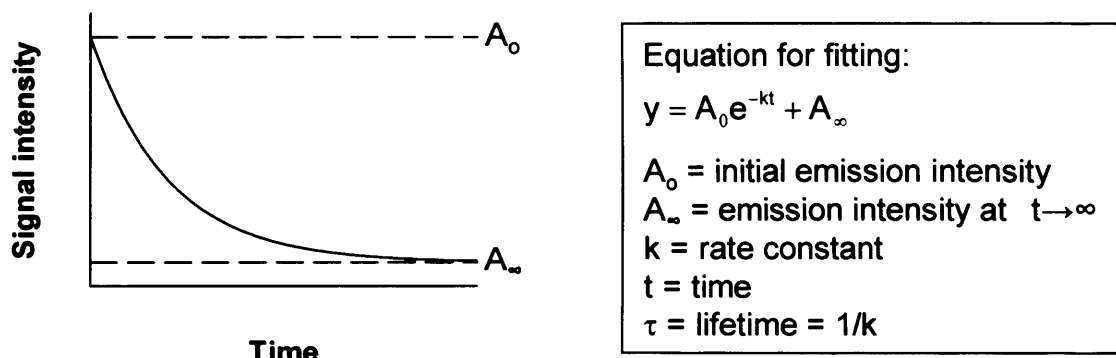 Signal intensity
A₀
A∞
Time
Equation for fitting:
y = A₀e⁻ᵏᵗ + A∞
A₀ = initial emission intensity
A∞ = emission intensity at t→∞
k = rate constant
t = time
τ = lifetime = 1/k